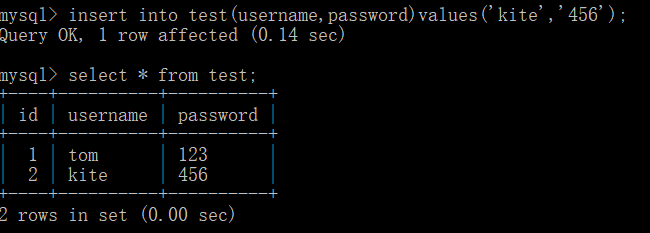 mysql> insert into test(username,password)values('kite','456');
Query OK, 1 row affected (0.14 sec)
mysql> select * from test;
+----+----------+----------+
| id | username | password |
+----+----------+----------+
|  1 | tom      | 123      |
|  2 | kite     | 456      |
+----+----------+----------+
2 rows in set (0.00 sec)